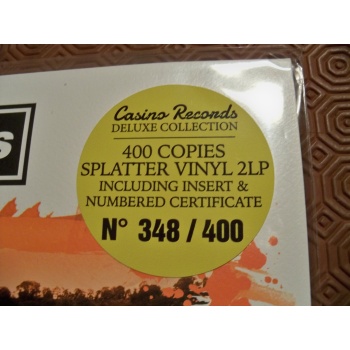 Casino Records
DELUXE COLLECTION
400 COPIES
SPLATTER VINYL 2LP
INCLUDING INSERT &
NUMBERED CERTIFICATE
N° 348 / 400
s